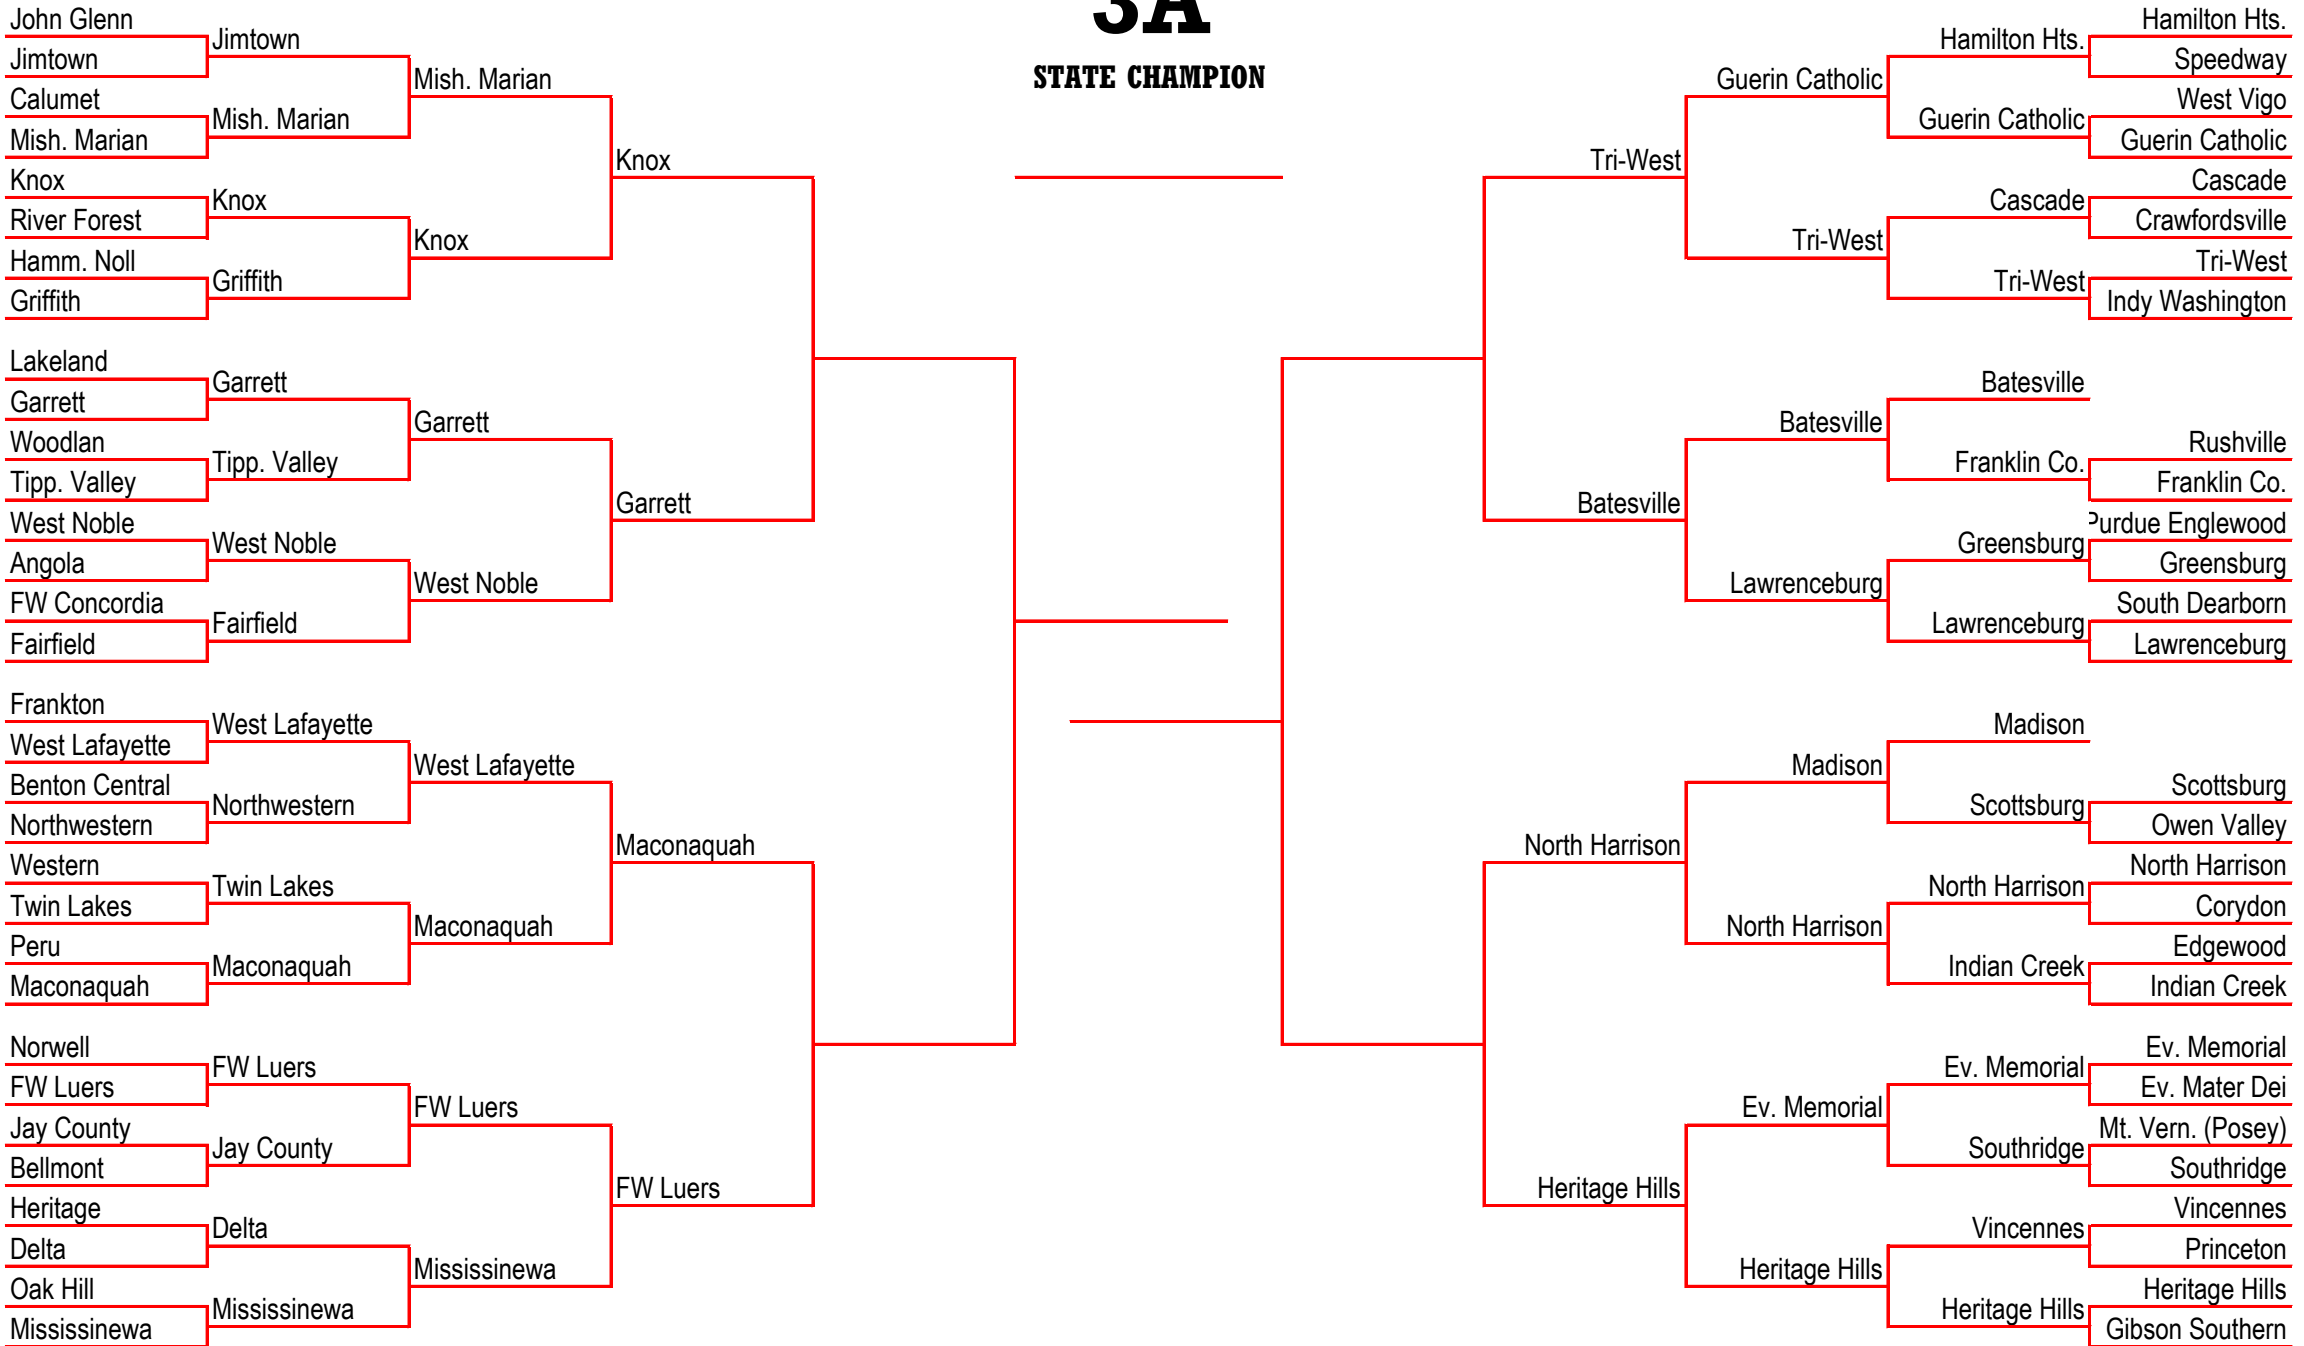 3A
STATE CHAMPION
John Glenn
Jimtown
Calumet
Mish. Marian
Knox
River Forest
Hamm. Noll
Griffith
Lakeland
Garrett
Woodlan
Tipp. Valley
West Noble
Angola
FW Concordia
Fairfield
Frankton
West Lafayette
Benton Central
Northwestern
Western
Twin Lakes
Peru
Maconaquah
Norwell
FW Luers
Jay County
Bellmont
Heritage
Delta
Oak Hill
Mississinewa
Jimtown
Mish. Marian
Knox
Griffith
Garrett
Tipp. Valley
West Noble
Fairfield
West Lafayette
Northwestern
Twin Lakes
Maconaquah
FW Luers
Jay County
Delta
Mississinewa
Mish. Marian
Knox
Garrett
West Noble
West Lafayette
Maconaquah
FW Luers
Mississinewa
Knox
Garrett
Maconaquah
FW Luers
Tri-West
Batesville
North Harrison
Heritage Hills
Guerin Catholic
Tri-West
Batesville
Lawrenceburg
Madison
North Harrison
Ev. Memorial
Heritage Hills
Hamilton Hts.
Guerin Catholic
Cascade
Tri-West
Batesville
Franklin Co.
Greensburg
Lawrenceburg
Madison
Scottsburg
North Harrison
Indian Creek
Ev. Memorial
Southridge
Vincennes
Heritage Hills
Hamilton Hts.
Speedway
West Vigo
Guerin Catholic
Cascade
Crawfordsville
Tri-West
Indy Washington
Rushville
Franklin Co.
Purdue Englewood
Greensburg
South Dearborn
Lawrenceburg
Scottsburg
Owen Valley
North Harrison
Corydon
Edgewood
Indian Creek
Ev. Memorial
Ev. Mater Dei
Mt. Vern. (Posey)
Southridge
Vincennes
Princeton
Heritage Hills
Gibson Southern